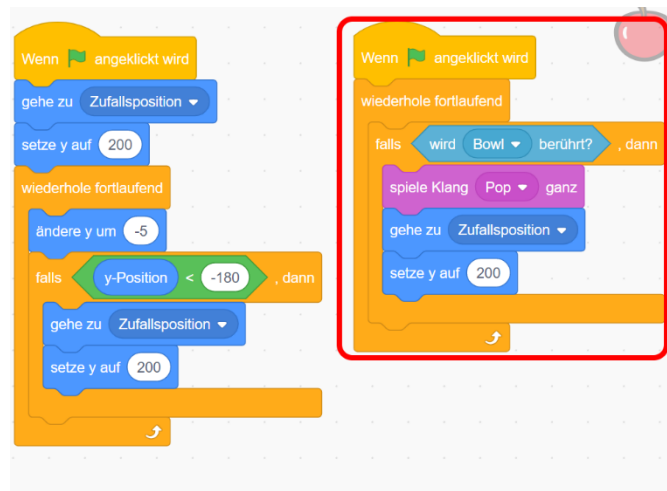 Wenn angeklickt wird
gehe zu Zufallsposition
setze y auf 200
wiederhole fortlaufend
ändere y um -5
falls y-Position < -180 , dann
gehe zu Zufallsposition
setze y auf 200
Wenn angeklickt wird
wiederhole fortlaufend
falls wird Bowl berührt? , dann
spiele Klang Pop ganz
gehe zu Zufallsposition
setze y auf 200